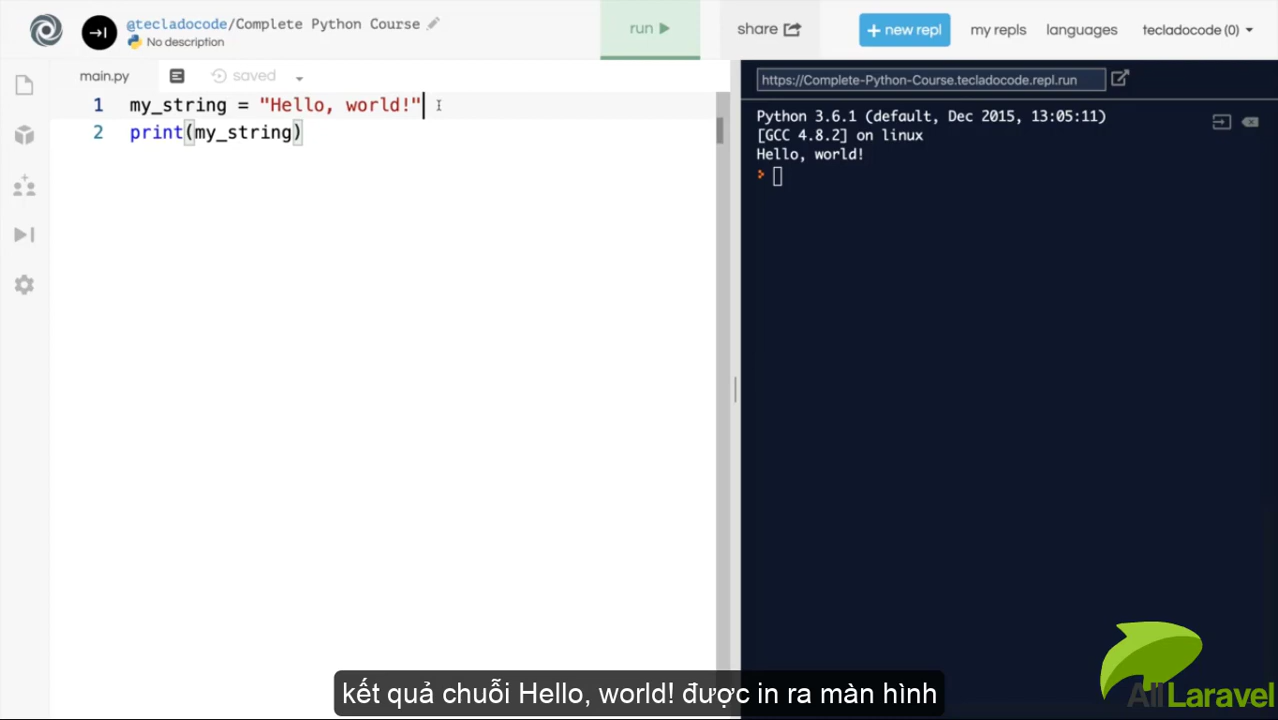 @tecladocode/Complete Python Course
No description
run
share
+ new repl
my repls
languages
tecladocode (0)
main.py
saved
https://Complete-Python-Course.tecladocode.repl.run
1 my_string = "Hello, world!"
2 print(my_string)
Python 3.6.1 (default, Dec 2015, 13:05:11)
[GCC 4.8.2] on linux
Hello, world!
kết quả chuỗi Hello, world! được in ra màn hình
AllLaravel